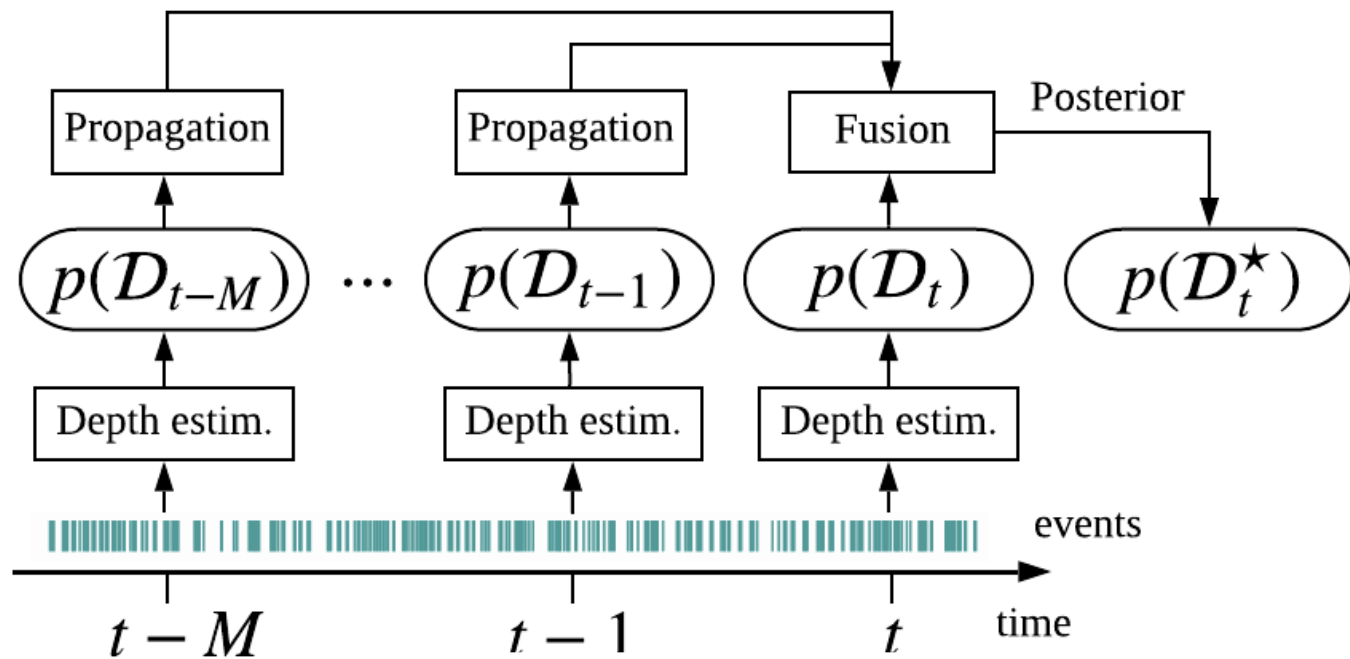 Propagation Propagation Fusion Posterior
p(𝒟_{t−M}) ... p(𝒟_{t−1}) p(𝒟_t) p(𝒟_t^★)
Depth estim. Depth estim. Depth estim.
events
t − M t − 1 t time